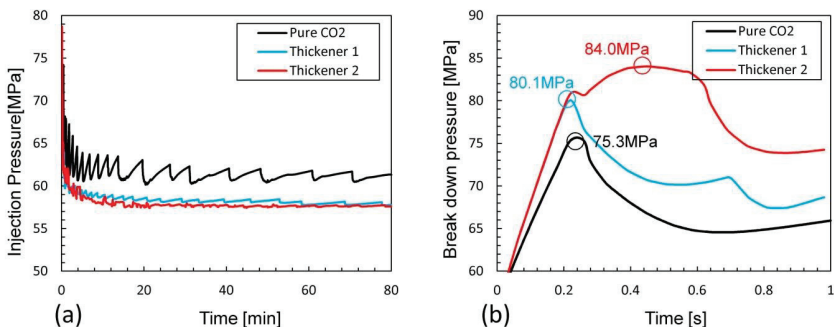 90
85
80
75
70
65
60
55
50
0
20
40
60
80
Injection Pressure[MPa]
Time [min]
Pure CO2
Thickener 1
Thickener 2
(a)
90
85
80
75
70
65
60
0
0.2
0.4
0.6
0.8
1
Break down pressure [MPa]
Time [s]
Pure CO2
Thickener 1
Thickener 2
84.0MPa
80.1MPa
75.3MPa
(b)